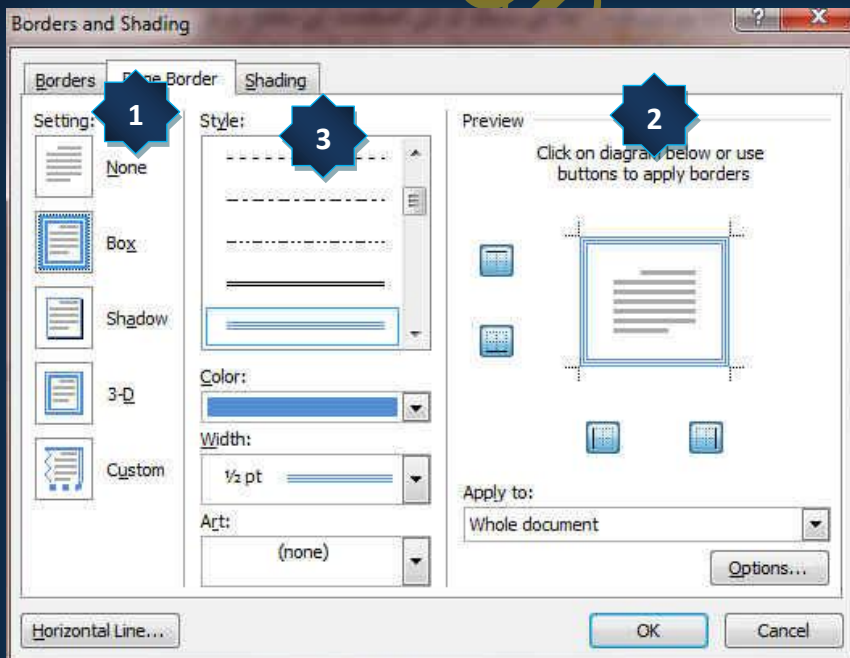 Borders and Shading
Borders
Page Border
Shading
Setting:
1
None
Box
Shadow
3-D
Custom
Style:
3
Color:
Width:
½ pt
Art:
(none)
Preview
2
Click on diagram below or use
buttons to apply borders
Apply to:
Whole document
Options...
Horizontal Line...
OK
Cancel